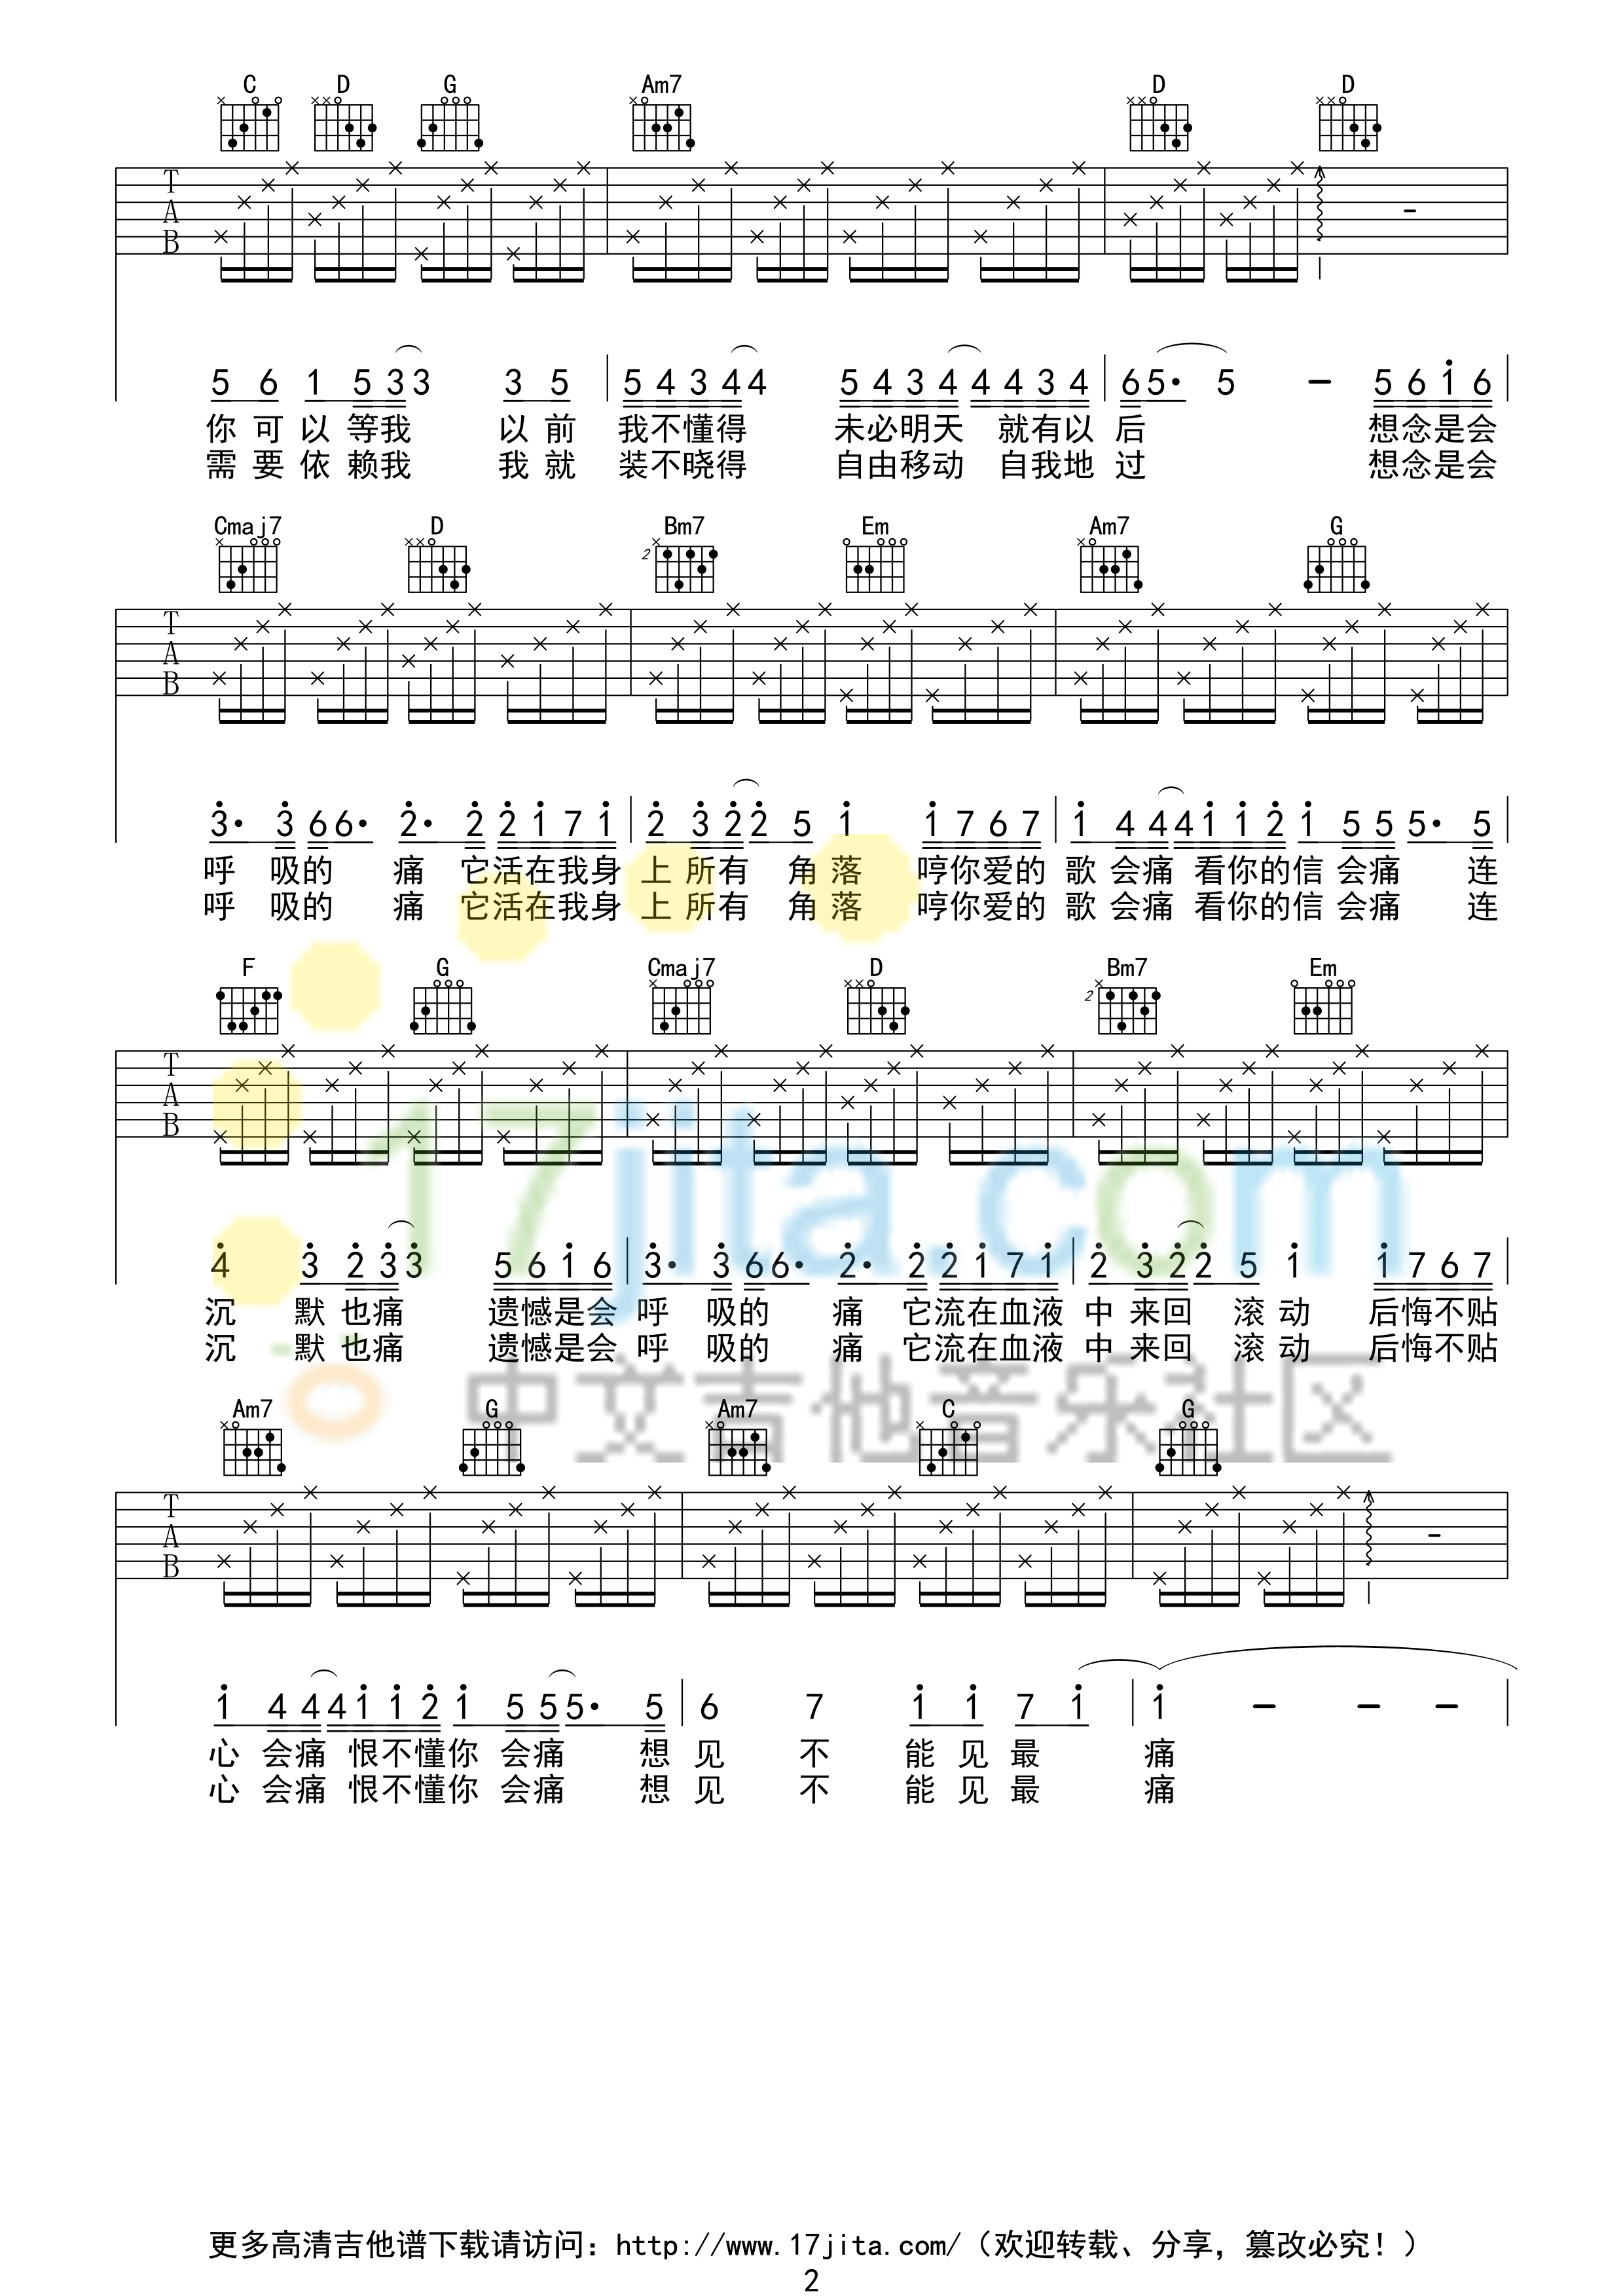 C D G Am7 D D
T
A
B
5 6 1 5 3 3 3 5 5 4 3 4 4 5 4 3 4 4 4 3 4 6 5• 5 – 5 6 1 6
你 可 以 等我 以 前 我不懂得 未必明天 就有以 后 想念是会
需 要 依 赖我 我 就 装不晓得 自由移动 自我地 过 想念是会
Cmaj7 D Bm7 Em Am7 G
2
T
A
B
3• 3 6 6• 2• 2 2 1 7 1 2 3 2 2 5 1 1 7 6 7 1 4 4 4 1 1 2 1 5 5 5• 5
呼 吸的 痛 它活在我身 上 所有 角 落 哼你爱的 歌 会痛 看你的信 会痛 连
呼 吸的 痛 它活在我身 上 所有 角 落 哼你爱的 歌 会痛 看你的信 会痛 连
F G Cmaj7 D Bm7 Em
2
T
A
B
17jita.com
4 3 2 3 3 5 6 1 6 3• 3 6 6• 2• 2 2 1 7 1 2 3 2 2 5 1 1 7 6 7
沉 默 也痛 遗憾是会 呼 吸的 痛 它流在血液 中 来回 滚 动 后悔不贴
沉 默 也痛 遗憾是会 呼 吸的 痛 它流在血液 中 来回 滚 动 后悔不贴
中文吉他音乐社区
Am7 G Am7 C G
T
A
B
1 4 4 4 1 1 2 1 5 5 5• 5 6 7 1 1 7 1 1 – – –
心 会痛 恨不懂你 会痛 想 见 不 能 见 最 痛
心 会痛 恨不懂你 会痛 想 见 不 能 见 最 痛
更多高清吉他谱下载请访问：http://www.17jita.com/（欢迎转载、分享，篡改必究！）
2